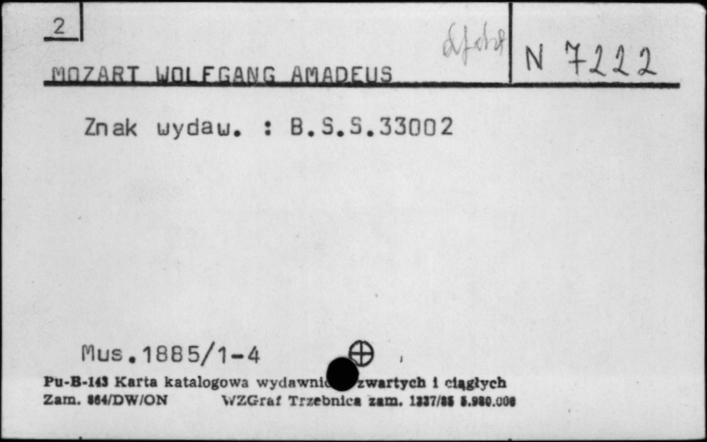 2
N 7222
MOZART WOLFGANG AMADEUS
Znak wydaw. : B.S.S.33002
Mus.1885/1-4
Pu-B-143 Karta katalogowa zwartych i ciągłych
Zam. 864/DW/ON WZGraf Trzebnica zam. 1337/85 5.980.000